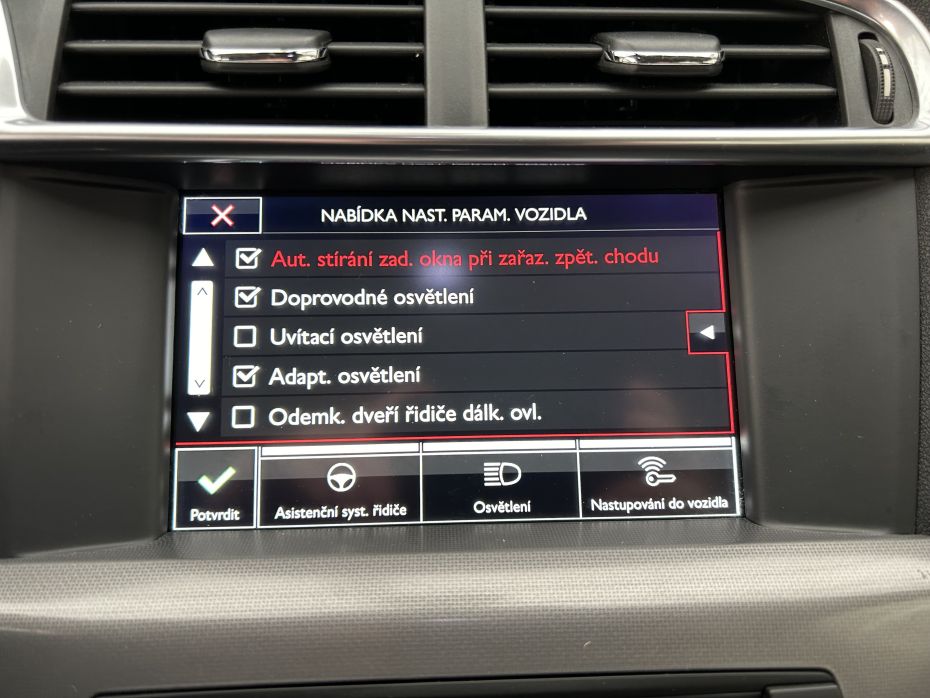 NABÍDKA NAST. PARAM. VOZIDLA
Aut. stírání zad. okna při zařaz. zpět. chodu
Doprovodné osvětlení
Uvítací osvětlení
Adapt. osvětlení
Odemk. dveří řidiče dálk. ovl.
Potvrdit
Asistenční syst. řidiče
Osvětlení
Nastupování do vozidla